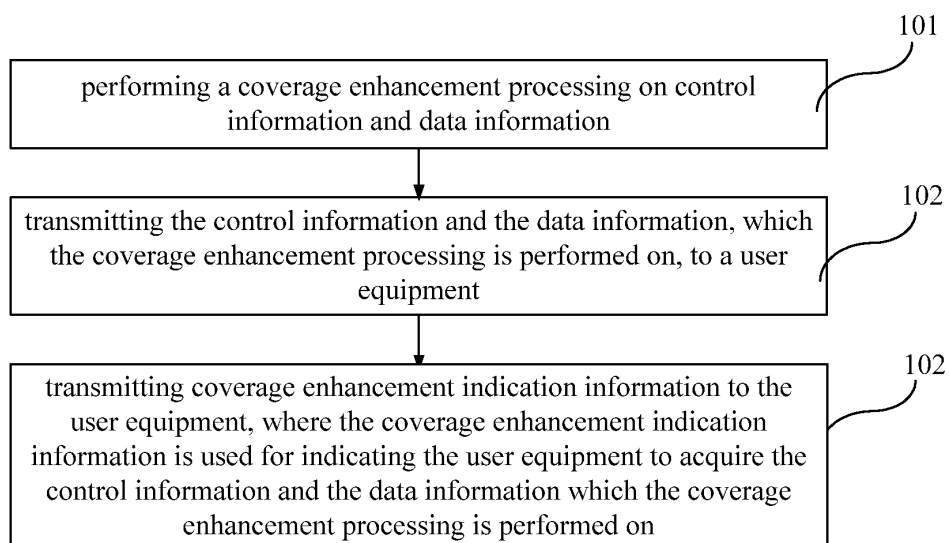 101
performing a coverage enhancement processing on control
information and data information
102
transmitting the control information and the data information, which
the coverage enhancement processing is performed on, to a user
equipment
102
transmitting coverage enhancement indication information to the
user equipment, where the coverage enhancement indication
information is used for indicating the user equipment to acquire the
control information and the data information which the coverage
enhancement processing is performed on